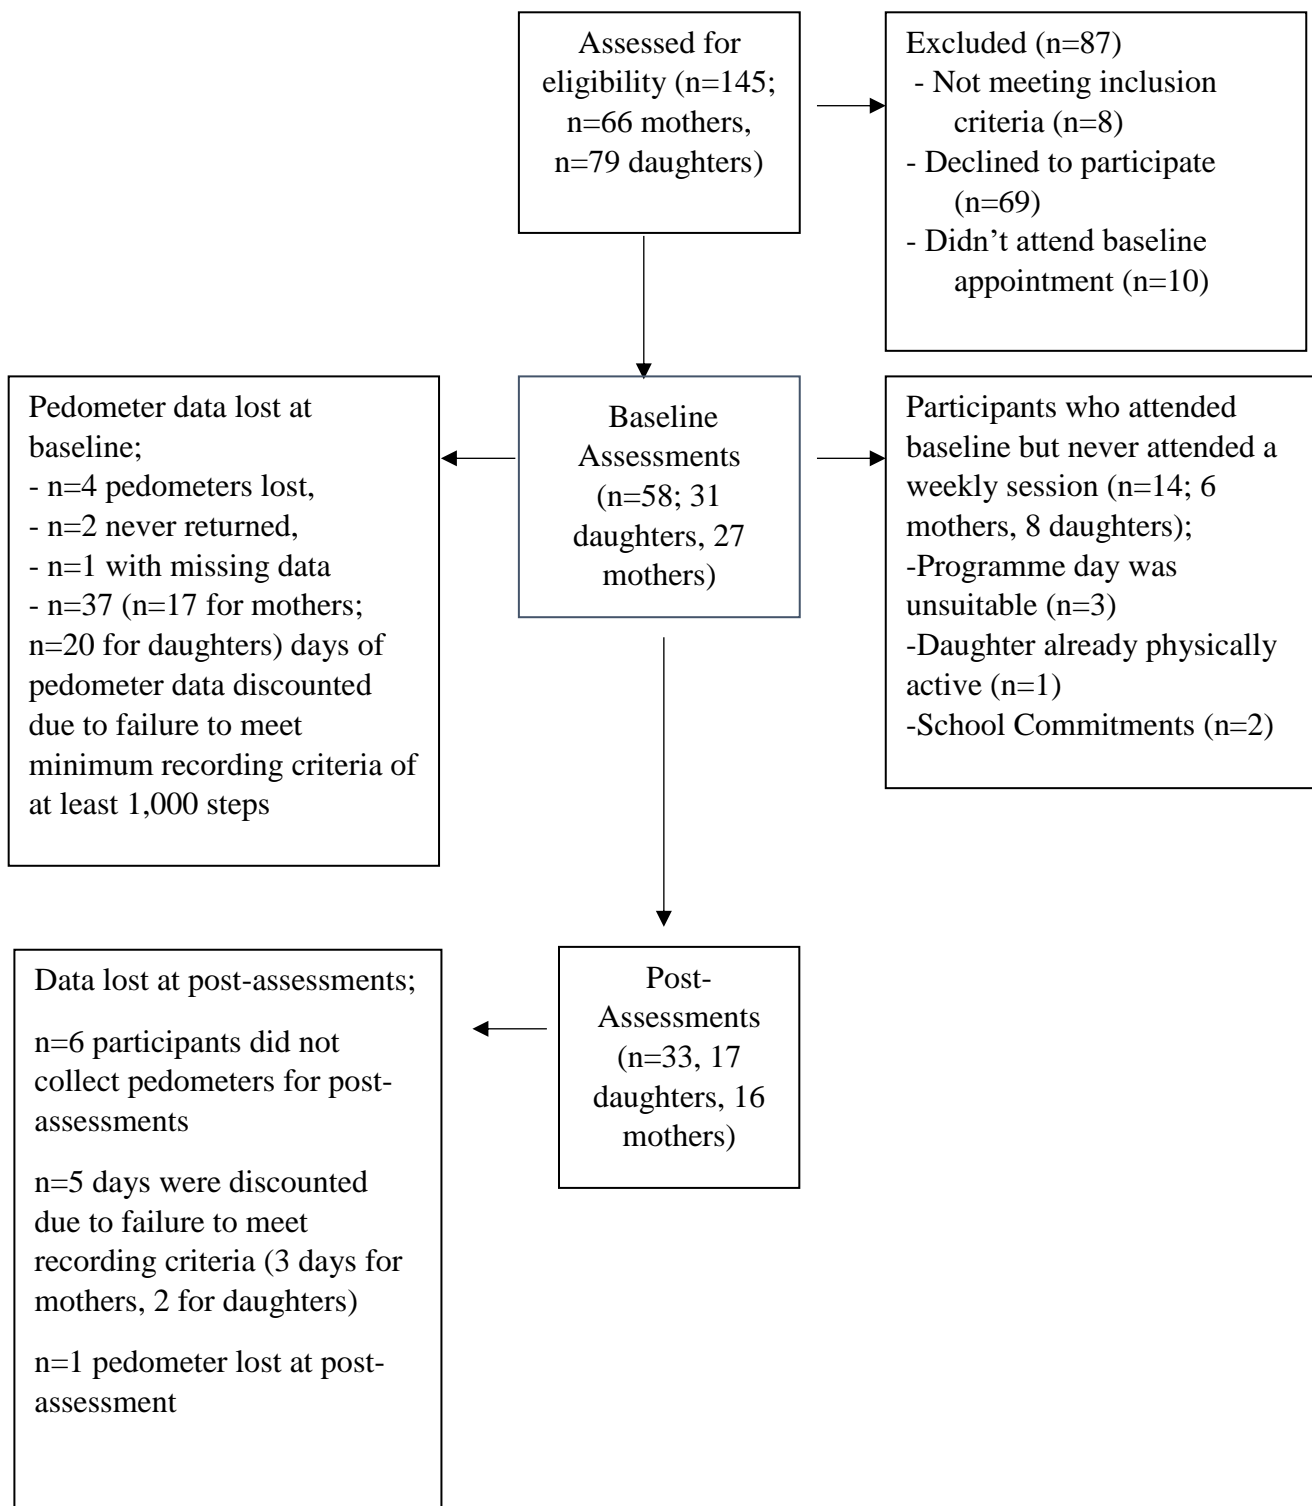 Assessed for
eligibility (n=145;
n=66 mothers,
n=79 daughters)
Excluded (n=87)
- Not meeting inclusion
criteria (n=8)
- Declined to participate
(n=69)
- Didn’t attend baseline
appointment (n=10)
Pedometer data lost at
baseline;
- n=4 pedometers lost,
- n=2 never returned,
- n=1 with missing data
- n=37 (n=17 for mothers;
n=20 for daughters) days of
pedometer data discounted
due to failure to meet
minimum recording criteria of
at least 1,000 steps
Baseline
Assessments
(n=58; 31
daughters, 27
mothers)
Participants who attended
baseline but never attended a
weekly session (n=14; 6
mothers, 8 daughters);
-Programme day was
unsuitable (n=3)
-Daughter already physically
active (n=1)
-School Commitments (n=2)
Data lost at post-assessments;
n=6 participants did not
collect pedometers for post-
assessments
n=5 days were discounted
due to failure to meet
recording criteria (3 days for
mothers, 2 for daughters)
n=1 pedometer lost at post-
assessment
Post-
Assessments
(n=33, 17
daughters, 16
mothers)